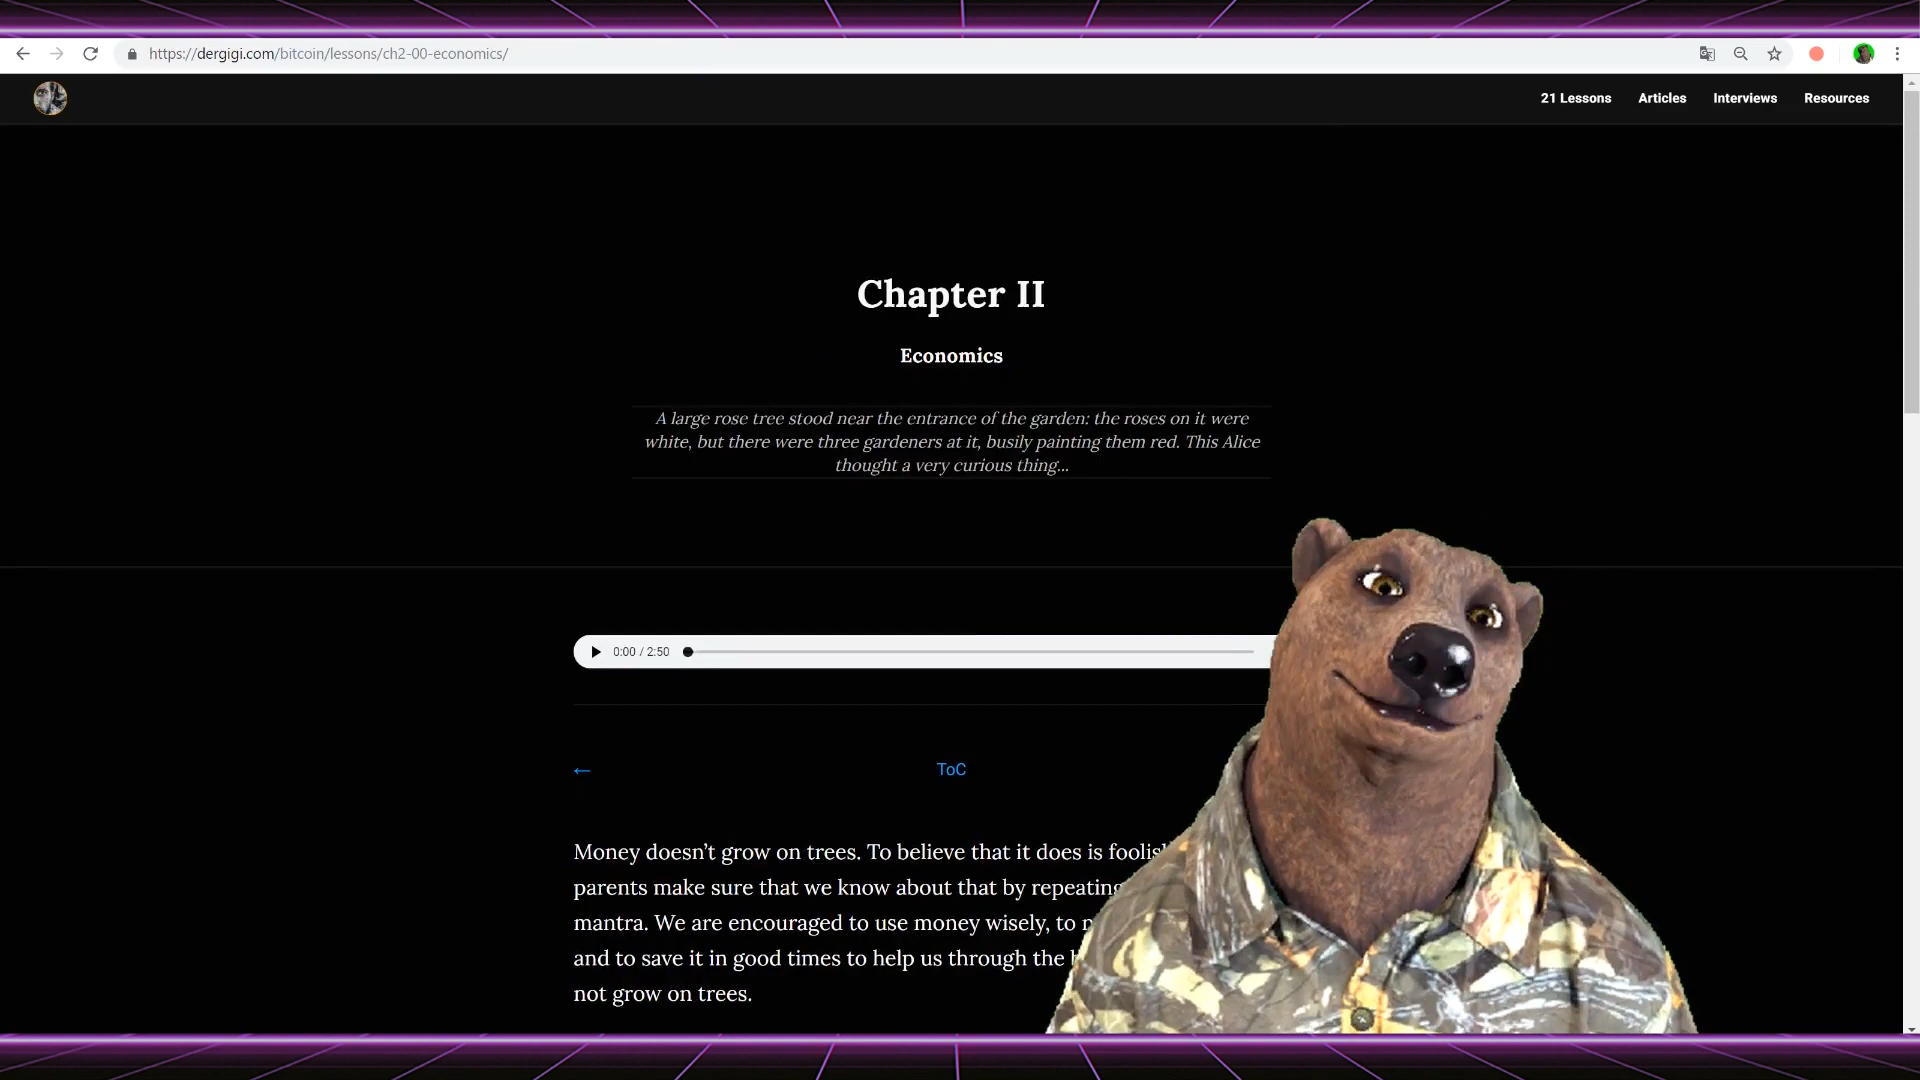 https://dergigi.com/bitcoin/lessons/ch2-00-economics/
21 Lessons Articles Interviews Resources
Chapter II
Economics
A large rose tree stood near the entrance of the garden: the roses on it were
white, but there were three gardeners at it, busily painting them red. This Alice
thought a very curious thing...
0:00 / 2:50
← ToC
Money doesn’t grow on trees. To believe that it does is
parents make sure that we know about that by repeating
mantra. We are encouraged to use money wisely, to
and to save it in good times to help us through the
not grow on trees.